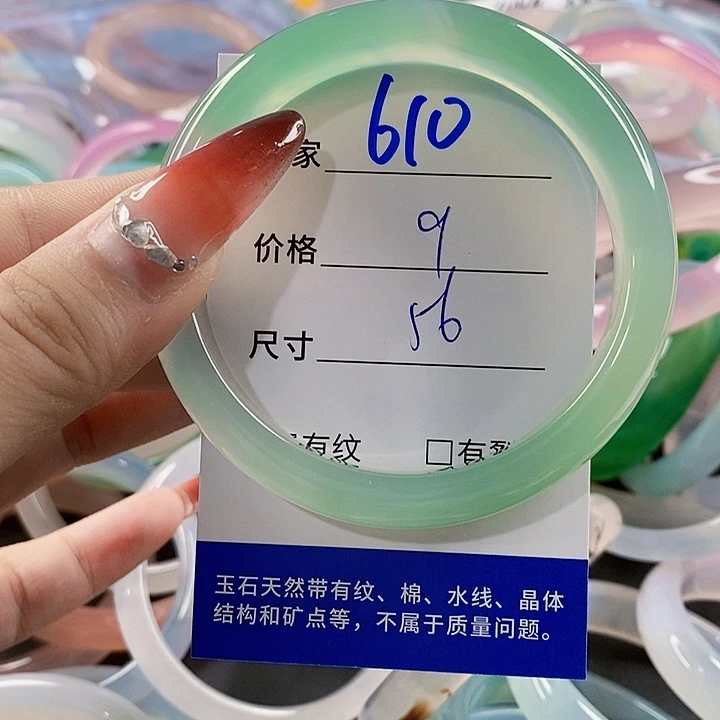 家 610
价格 9
尺寸 56
有纹 □有裂
玉石天然带有纹、棉、水线、晶体
结构和矿点等，不属于质量问题。